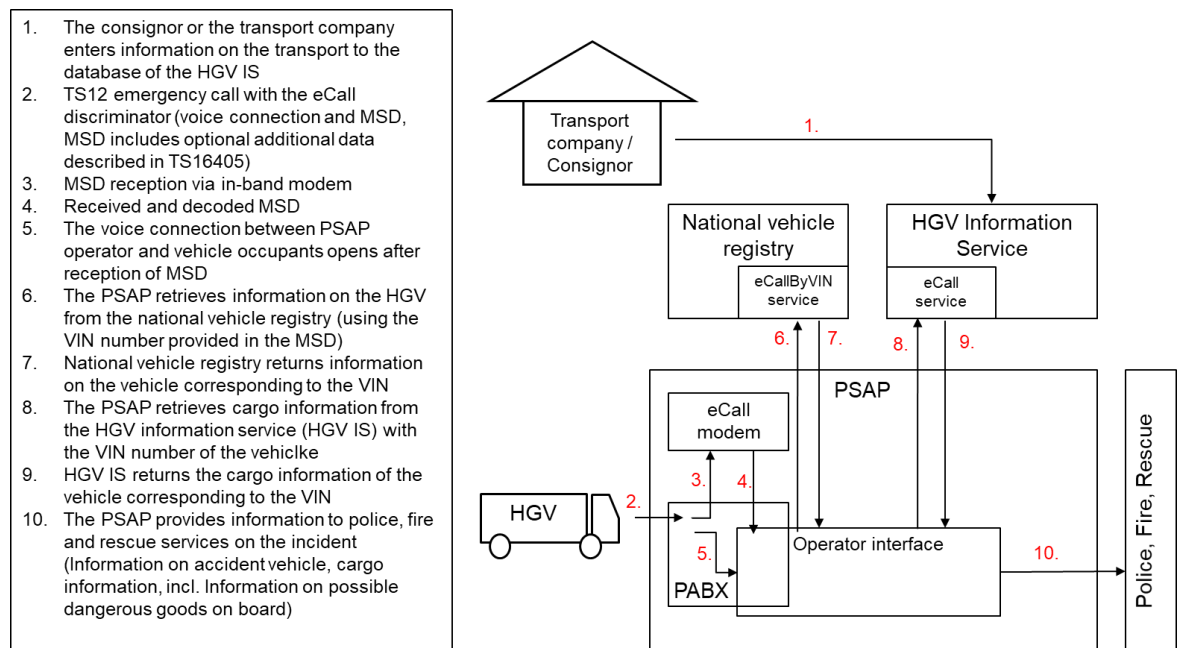 1. The consignor or the transport company
enters information on the transport to the
database of the HGV IS
2. TS12 emergency call with the eCall
discriminator (voice connection and MSD,
MSD includes optional additional data
described in TS16405)
3. MSD reception via in-band modem
4. Received and decoded MSD
5. The voice connection between PSAP
operator and vehicle occupants opens after
reception of MSD
6. The PSAP retrieves information on the HGV
from the national vehicle registry (using the
VIN number provided in the MSD)
7. National vehicle registry returns information
on the vehicle corresponding to the VIN
8. The PSAP retrieves cargo information from
the HGV information service (HGV IS) with
the VIN number of the vehiclke
9. HGV IS returns the cargo information of the
vehicle corresponding to the VIN
10. The PSAP provides information to police, fire
and rescue services on the incident
(Information on accident vehicle, cargo
information, incl. Information on possible
dangerous goods on board)
Transport
company /
Consignor
1.
National vehicle
registry
eCallByVIN
service
HGV Information
Service
eCall
service
6.
7.
8.
9.
PSAP
eCall
modem
3.
4.
HGV
2.
5.
PABX
Operator interface
10.
Police, Fire, Rescue